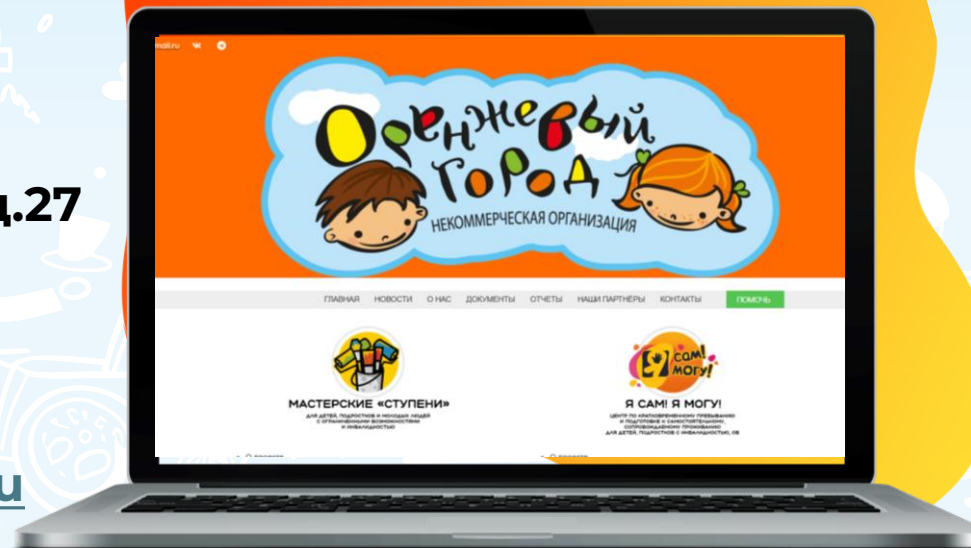 mail.ru
Оренжевый
город
НЕКОММЕРЧЕСКАЯ ОРГАНИЗАЦИЯ
д.27
ГЛАВНАЯ НОВОСТИ О НАС ДОКУМЕНТЫ ОТЧЕТЫ НАШИ ПАРТНЁРЫ КОНТАКТЫ ПОМОЧЬ
Я сам!
могу!
МАСТЕРСКИЕ «СТУПЕНИ»
ДЛЯ ДЕТЕЙ, ПОДРОСТКОВ И МОЛОДЫХ ЛЮДЕЙ
С ОГРАНИЧЕННЫМИ ВОЗМОЖНОСТЯМИ
И ИНВАЛИДНОСТЬЮ
Я САМ! Я МОГУ!
ЦЕНТР ПО КРАТКОВРЕМЕННОМУ ПРЕБЫВАНИЮ
И ПОДГОТОВКЕ К САМОСТОЯТЕЛЬНОМУ,
СОПРОВОЖДАЕМОМУ ПРОЖИВАНИЮ
ДЛЯ ДЕТЕЙ, ПОДРОСТКОВ С ИНВАЛИДНОСТЬЮ, ОВ
u